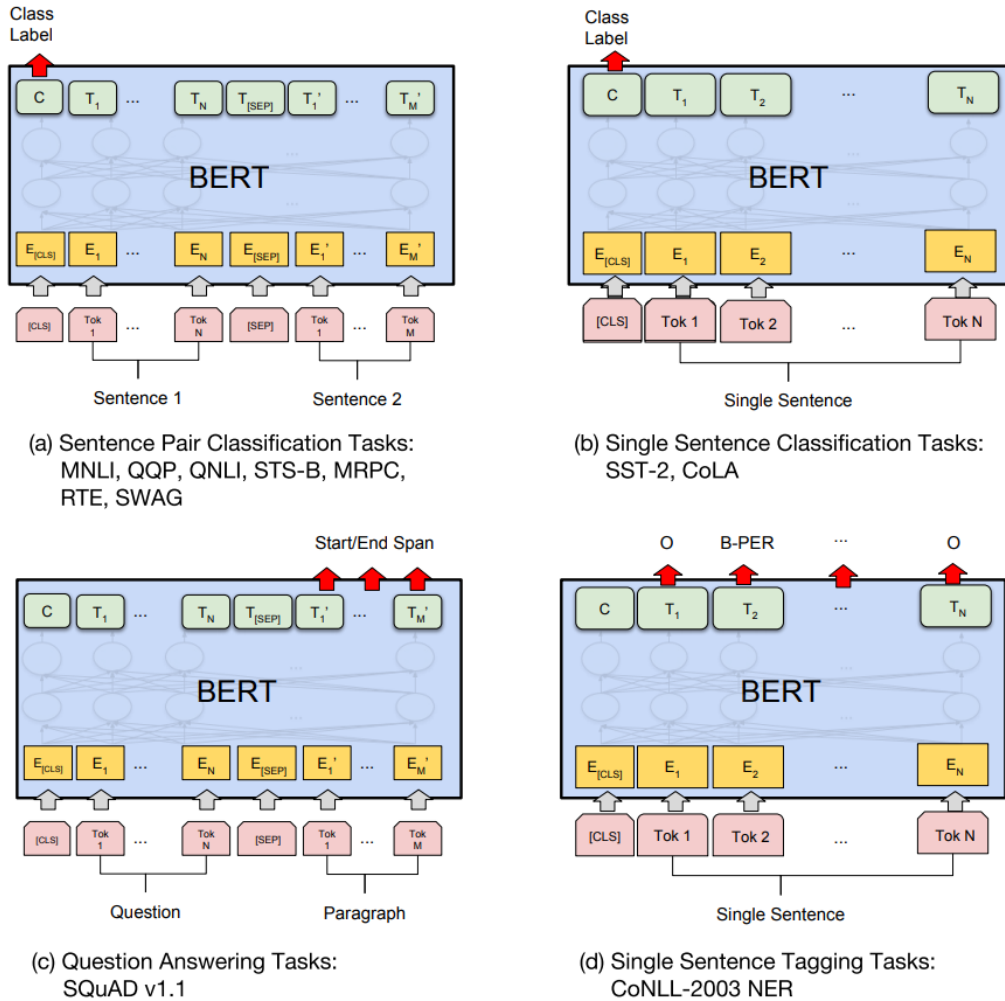 Class
Label
C T1 ... TN T[SEP] T1' ... TM'
...
BERT
...
E[CLS] E1 ... EN E[SEP] E1' ... EM'
[CLS] Tok 1 ... Tok N [SEP] Tok 1 ... Tok M
Sentence 1 Sentence 2
(a) Sentence Pair Classification Tasks:
MNLI, QQP, QNLI, STS-B, MRPC,
RTE, SWAG
Class
Label
C T1 T2 ... TN
...
BERT
...
E[CLS] E1 E2 ... EN
[CLS] Tok 1 Tok 2 ... Tok N
Single Sentence
(b) Single Sentence Classification Tasks:
SST-2, CoLA
Start/End Span
C T1 ... TN T[SEP] T1' ... TM'
...
BERT
...
E[CLS] E1 ... EN E[SEP] E1' ... EM'
[CLS] Tok 1 ... Tok N [SEP] Tok 1 ... Tok M
Question Paragraph
(c) Question Answering Tasks:
SQuAD v1.1
O B-PER ... O
C T1 T2 ... TN
...
BERT
...
E[CLS] E1 E2 ... EN
[CLS] Tok 1 Tok 2 ... Tok N
Single Sentence
(d) Single Sentence Tagging Tasks:
CoNLL-2003 NER